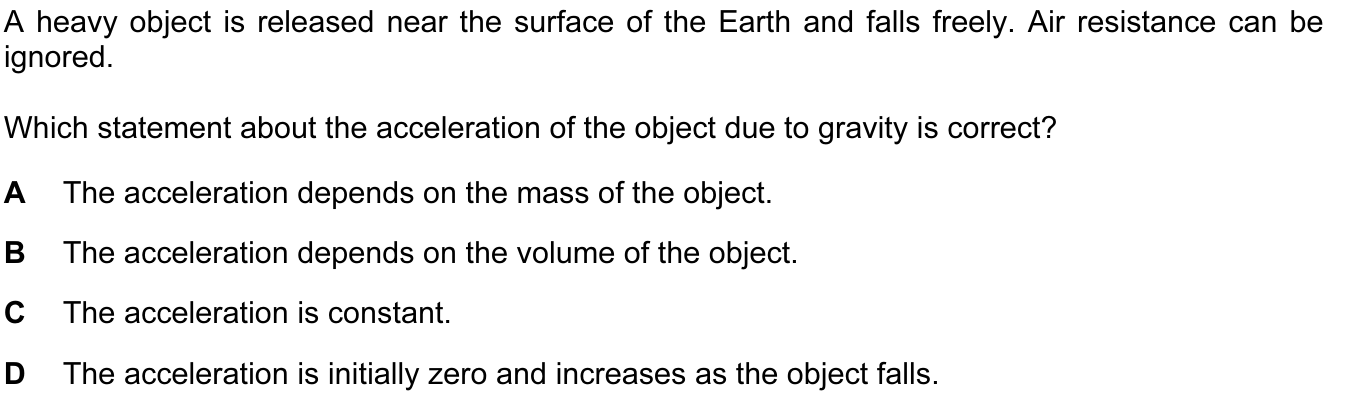 A heavy object is released near the surface of the Earth and falls freely. Air resistance can be
ignored.
Which statement about the acceleration of the object due to gravity is correct?
A The acceleration depends on the mass of the object.
B The acceleration depends on the volume of the object.
C The acceleration is constant.
D The acceleration is initially zero and increases as the object falls.